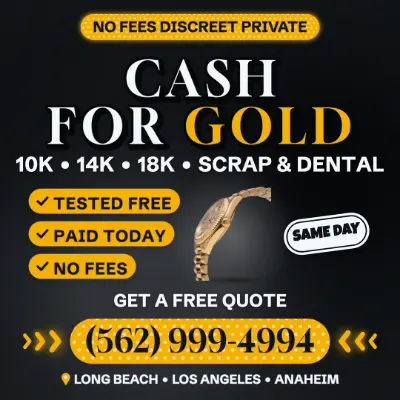 NO FEES DISCREET PRIVATE
CASH
FOR GOLD
10K • 14K • 18K • SCRAP & DENTAL
✓ TESTED FREE
✓ PAID TODAY
✓ NO FEES
SAME DAY
GET A FREE QUOTE
(562) 999-4994
LONG BEACH • LOS ANGELES • ANAHEIM